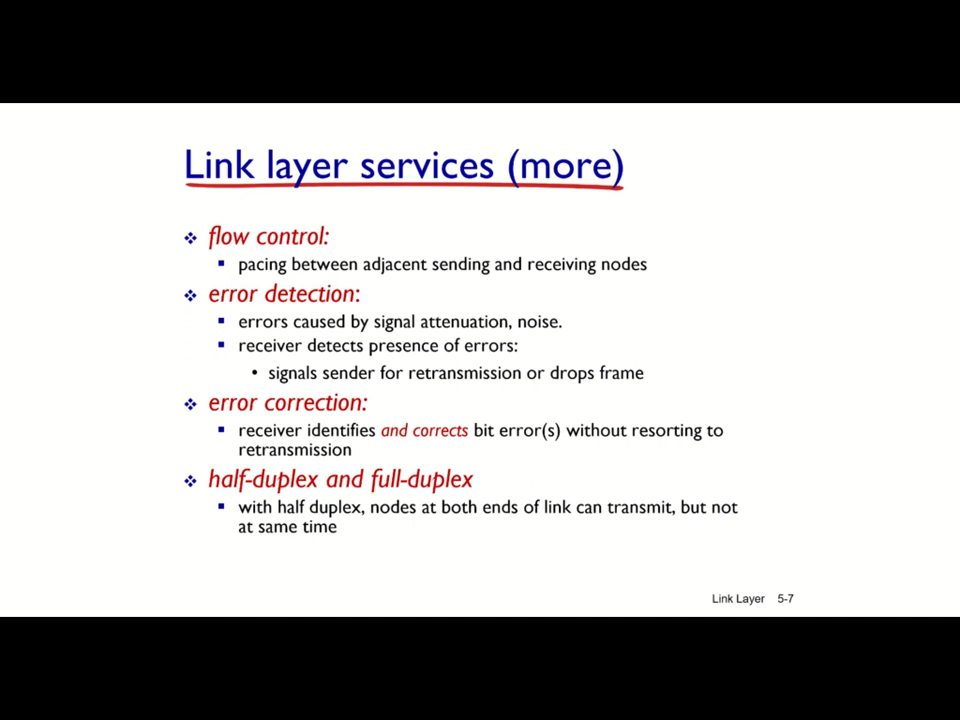 Link layer services (more)
flow control:
pacing between adjacent sending and receiving nodes
error detection:
errors caused by signal attenuation, noise.
receiver detects presence of errors:
signals sender for retransmission or drops frame
error correction:
receiver identifies and corrects bit error(s) without resorting to
retransmission
half-duplex and full-duplex
with half duplex, nodes at both ends of link can transmit, but not
at same time
Link Layer 5-7